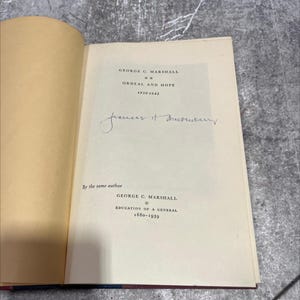 GEORGE C. MARSHALL
ORDEAL AND HOPE
1939-1942
By the same author
GEORGE C. MARSHALL
EDUCATION OF A GENERAL
1880-1939